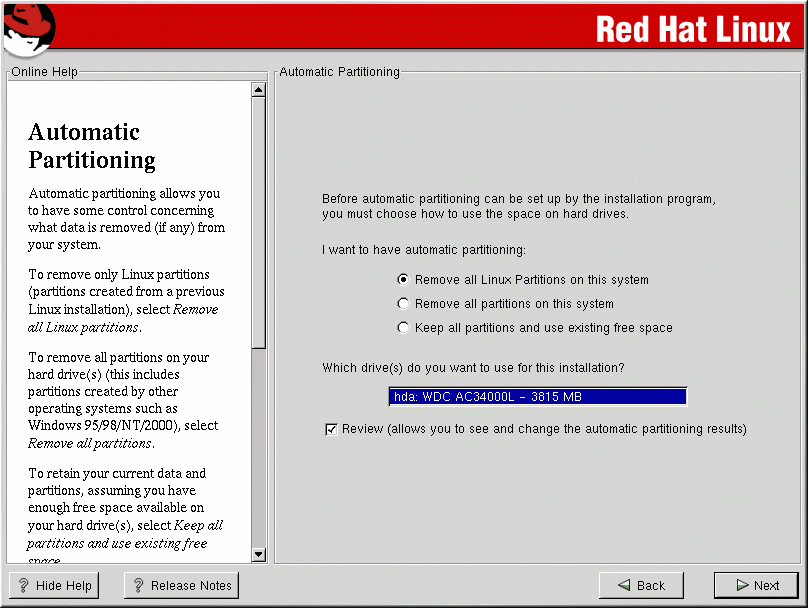 Red Hat Linux
Online Help
Automatic
Partitioning
Automatic partitioning allows you
to have some control concerning
what data is removed (if any) from
your system.
To remove only Linux partitions
(partitions created from a previous
Linux installation), select Remove
all Linux partitions.
To remove all partitions on your
hard drive(s) (this includes
partitions created by other
operating systems such as
Windows 95/98/NT/2000), select
Remove all partitions.
To retain your current data and
partitions, assuming you have
enough free space available on
your hard drive(s), select Keep all
partitions and use existing free
space
Automatic Partitioning
Before automatic partitioning can be set up by the installation program,
you must choose how to use the space on hard drives.
I want to have automatic partitioning:
Remove all Linux Partitions on this system
Remove all partitions on this system
Keep all partitions and use existing free space
Which drive(s) do you want to use for this installation?
hda: WDC AC34000L - 3815 MB
Review (allows you to see and change the automatic partitioning results)
? Hide Help
? Release Notes
Back
Next